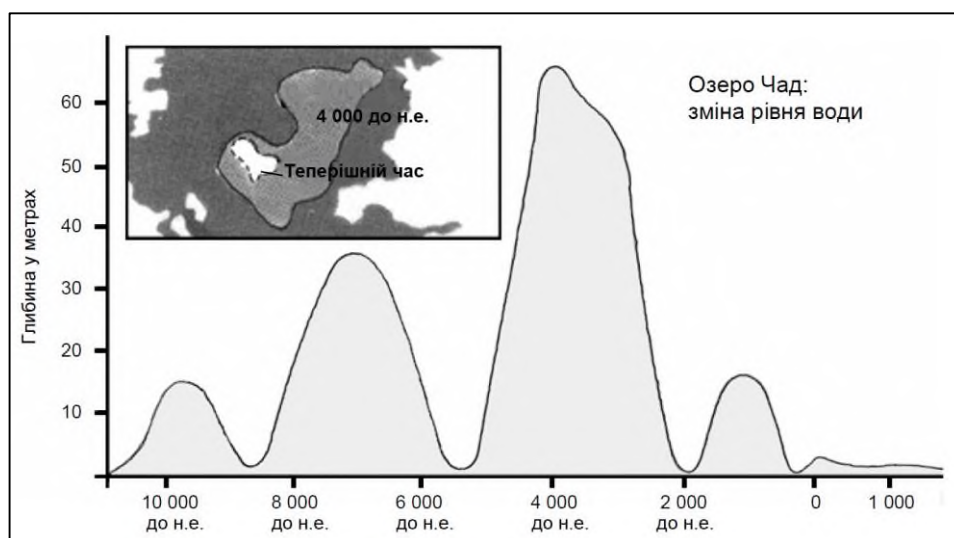 Озеро Чад:
зміна рівня води
4 000 до н.е.
Теперішній час
Глибина у метрах
60
50
40
30
20
10
10 000
до н.е.
8 000
до н.е.
6 000
до н.е.
4 000
до н.е.
2 000
до н.е.
0
1 000